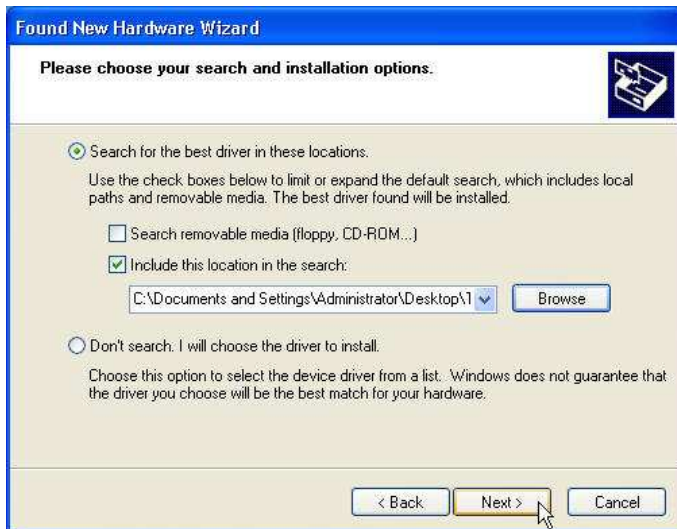 Found New Hardware Wizard
Please choose your search and installation options.
Search for the best driver in these locations.
Use the check boxes below to limit or expand the default search, which includes local
paths and removable media. The best driver found will be installed.
Search removable media (floppy, CD-ROM...)
Include this location in the search:
C:\Documents and Settings\Administrator\Desktop\1 Browse
Don't search. I will choose the driver to install.
Choose this option to select the device driver from a list. Windows does not guarantee that
the driver you choose will be the best match for your hardware.
< Back Next > Cancel